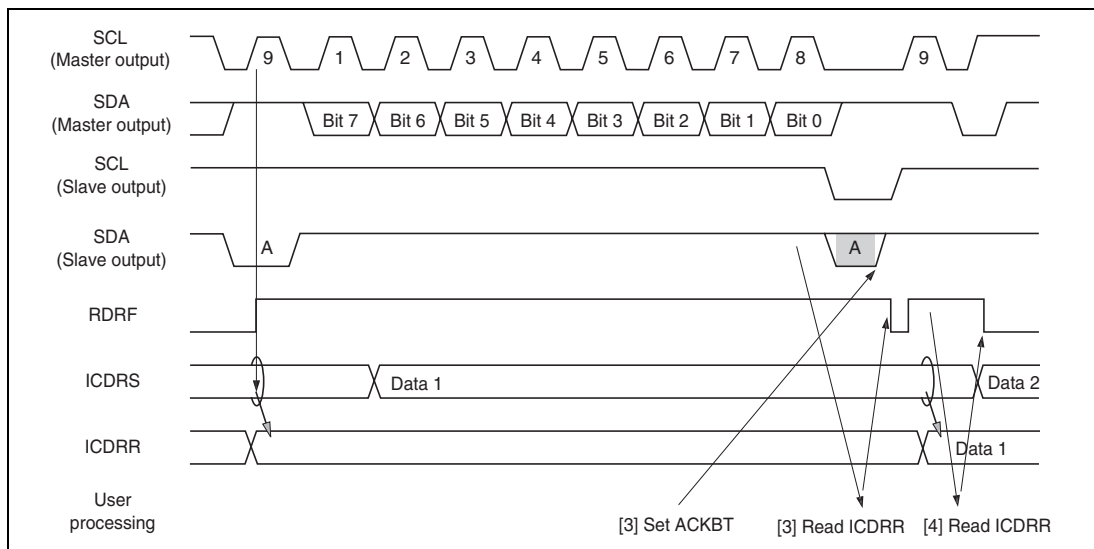 SCL
(Master output)
9 1 2 3 4 5 6 7 8 9
SDA
(Master output)
Bit 7 Bit 6 Bit 5 Bit 4 Bit 3 Bit 2 Bit 1 Bit 0
SCL
(Slave output)
SDA
(Slave output)
A A
RDRF
ICDRS
Data 1 Data 2
ICDRR
Data 1
User
processing
[3] Set ACKBT [3] Read ICDRR [4] Read ICDRR